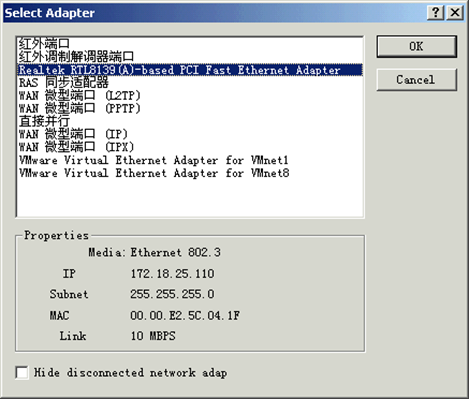 Select Adapter
红外端口
红外调制解调器端口
Realtek RTL8139(A)-based PCI Fast Ethernet Adapter
RAS 同步适配器
WAN 微型端口 (L2TP)
WAN 微型端口 (PPTP)
直接并行
WAN 微型端口 (IP)
WAN 微型端口 (IPX)
VMware Virtual Ethernet Adapter for VMnet1
VMware Virtual Ethernet Adapter for VMnet8
OK
Cancel
Properties
Media: Ethernet 802.3
IP 172.18.25.110
Subnet 255.255.255.0
MAC 00.00.E2.5C.04.1F
Link 10 MBPS
Hide disconnected network adap